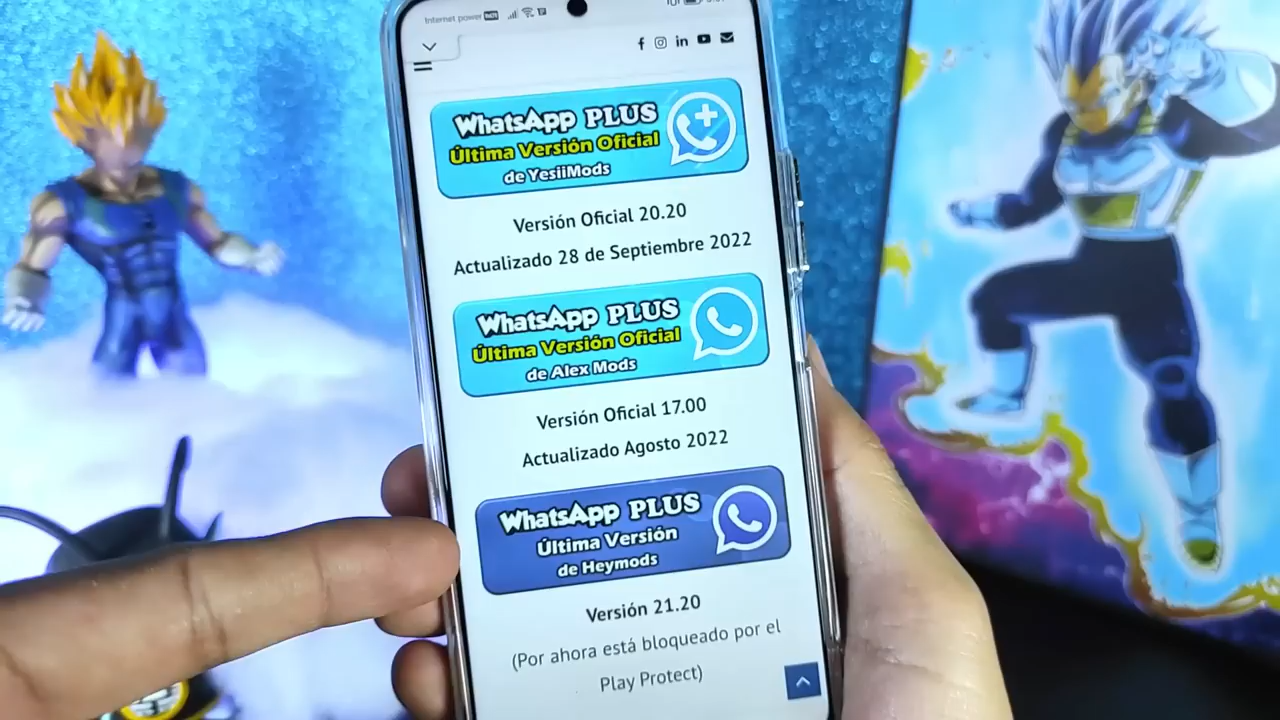 Internet power
WhatsApp PLUS
Última Versión Oficial
de YesiiMods
Versión Oficial 20.20
Actualizado 28 de Septiembre 2022
WhatsApp PLUS
Última Versión Oficial
de Alex Mods
Versión Oficial 17.00
Actualizado Agosto 2022
WhatsApp PLUS
Última Versión
de Heymods
Versión 21.20
(Por ahora está bloqueado por el
Play Protect)